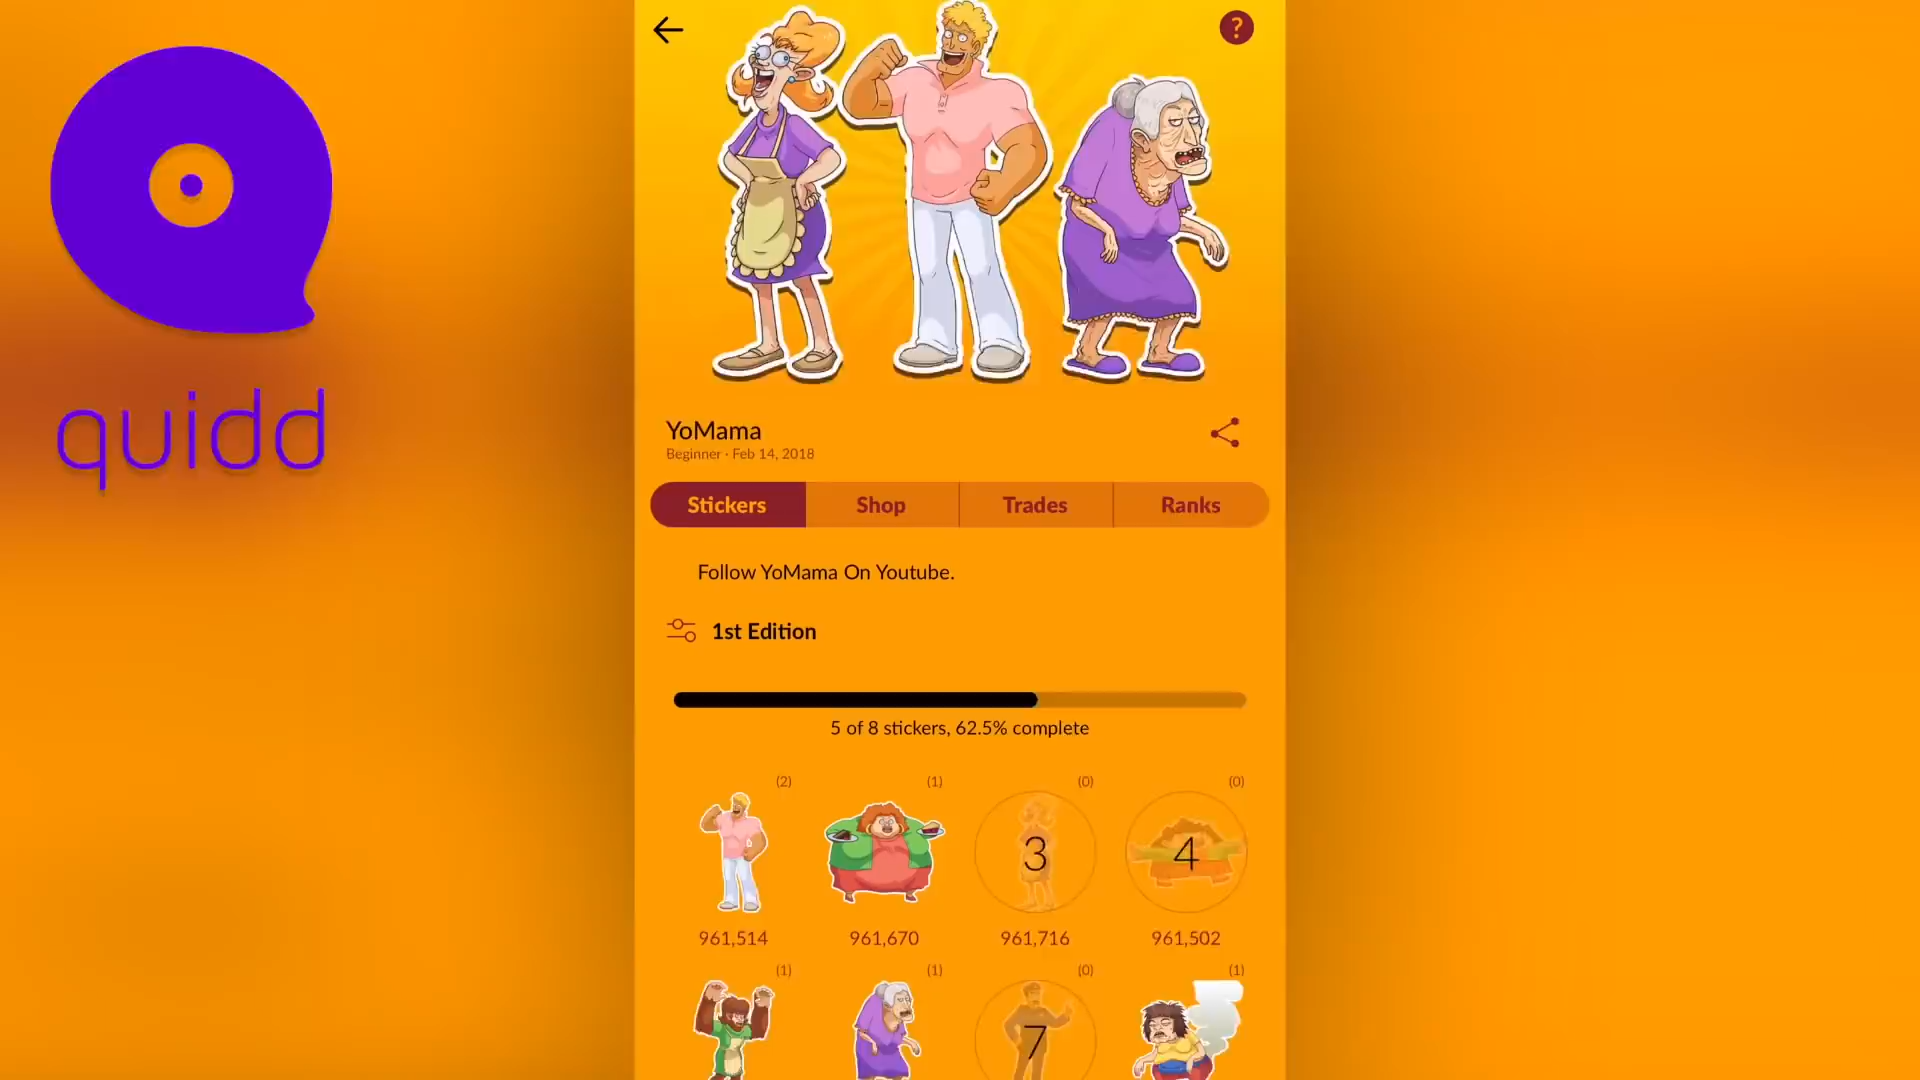 quidd
?
YoMama
Beginner · Feb 14, 2018
Stickers Shop Trades Ranks
Follow YoMama On Youtube.
1st Edition
5 of 8 stickers, 62.5% complete
(2) (1) (0) (0)
3 4
961,514 961,670 961,716 961,502
(1) (1) (0) (1)
7